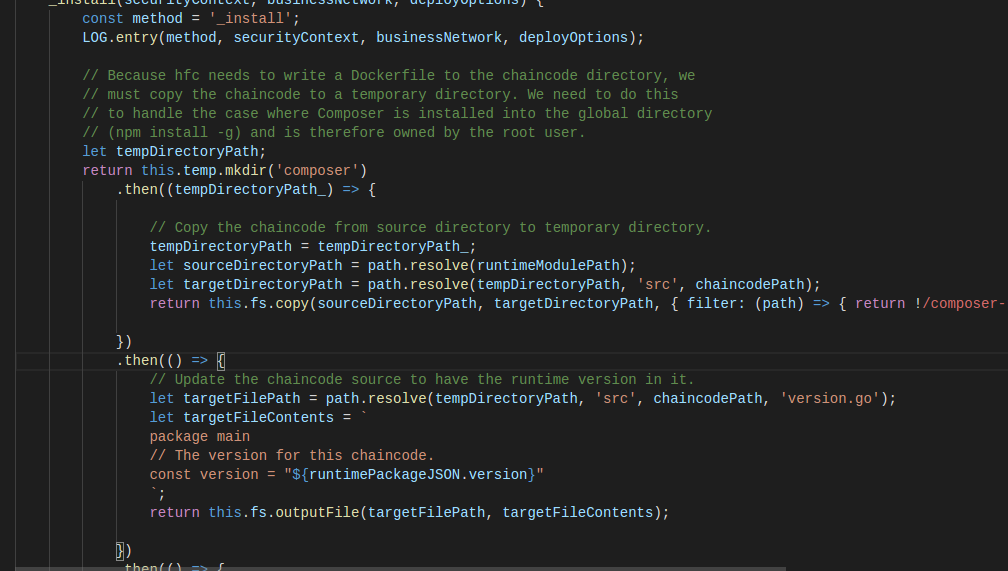 _install(securityContext, businessNetwork, deployOptions) {
const method = '_install';
LOG.entry(method, securityContext, businessNetwork, deployOptions);
// Because hfc needs to write a Dockerfile to the chaincode directory, we
// must copy the chaincode to a temporary directory. We need to do this
// to handle the case where Composer is installed into the global directory
// (npm install -g) and is therefore owned by the root user.
let tempDirectoryPath;
return this.temp.mkdir('composer')
.then((tempDirectoryPath_) => {
// Copy the chaincode from source directory to temporary directory.
tempDirectoryPath = tempDirectoryPath_;
let sourceDirectoryPath = path.resolve(runtimeModulePath);
let targetDirectoryPath = path.resolve(tempDirectoryPath, 'src', chaincodePath);
return this.fs.copy(sourceDirectoryPath, targetDirectoryPath, { filter: (path) => { return !/composer-
})
.then(() => {
// Update the chaincode source to have the runtime version in it.
let targetFilePath = path.resolve(tempDirectoryPath, 'src', chaincodePath, 'version.go');
let targetFileContents = `
package main
// The version for this chaincode.
const version = "${runtimePackageJSON.version}"
`;
return this.fs.outputFile(targetFilePath, targetFileContents);
})
.then(() => {